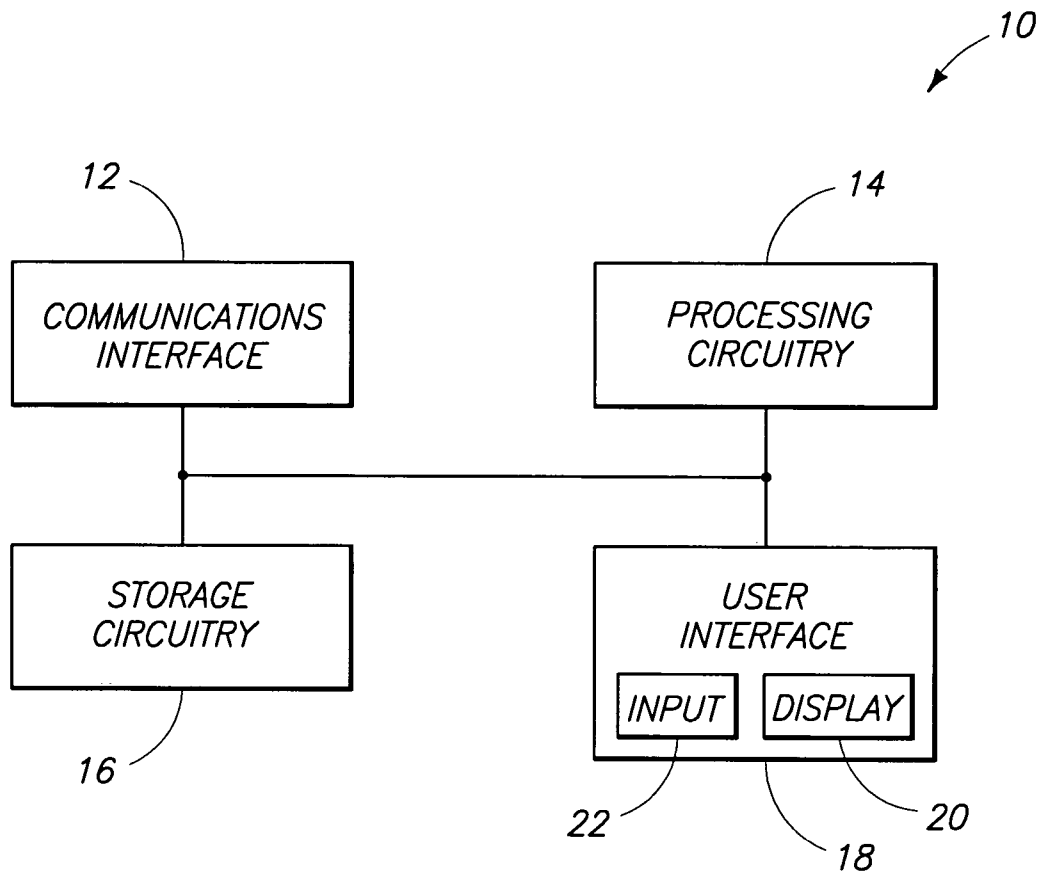 10
12
14
COMMUNICATIONS
INTERFACE
PROCESSING
CIRCUITRY
STORAGE
CIRCUITRY
USER
INTERFACE
INPUT
DISPLAY
16
22
20
18